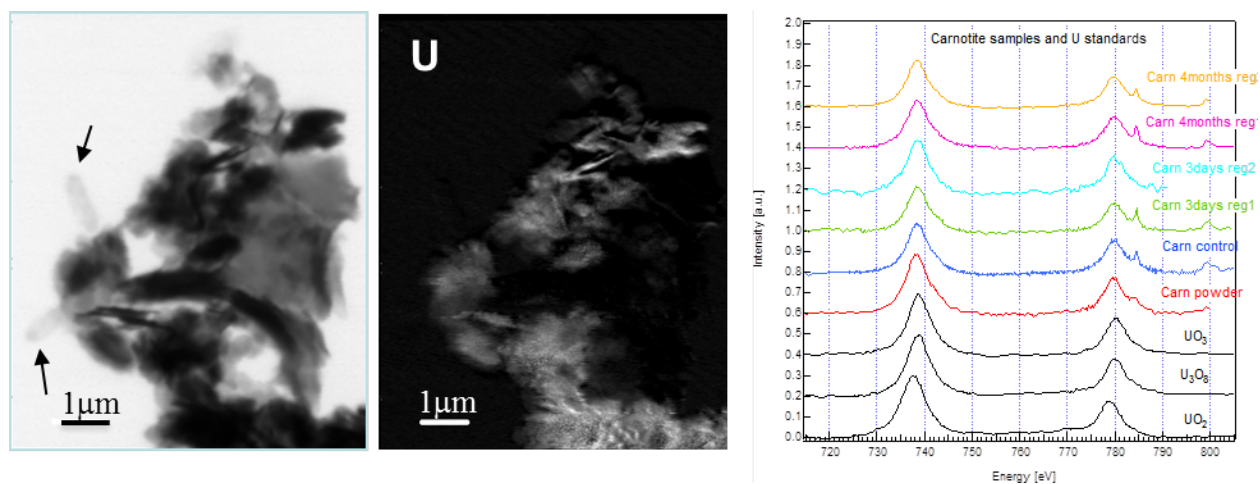 1μm
U
1μm
Carnotite samples and U standards
2.0
1.9
1.8
1.7
1.6
1.5
1.4
1.3
1.2
1.1
1.0
0.9
0.8
0.7
0.6
0.5
0.4
0.3
0.2
0.1
0.0
Intensity [a.u.]
Carn 4months reg2
Carn 4months reg1
Carn 3days reg2
Carn 3days reg1
Carn control
Carn powder
UO₃
U₃O₈
UO₂
720 730 740 750 760 770 780 790 800
Energy [eV]